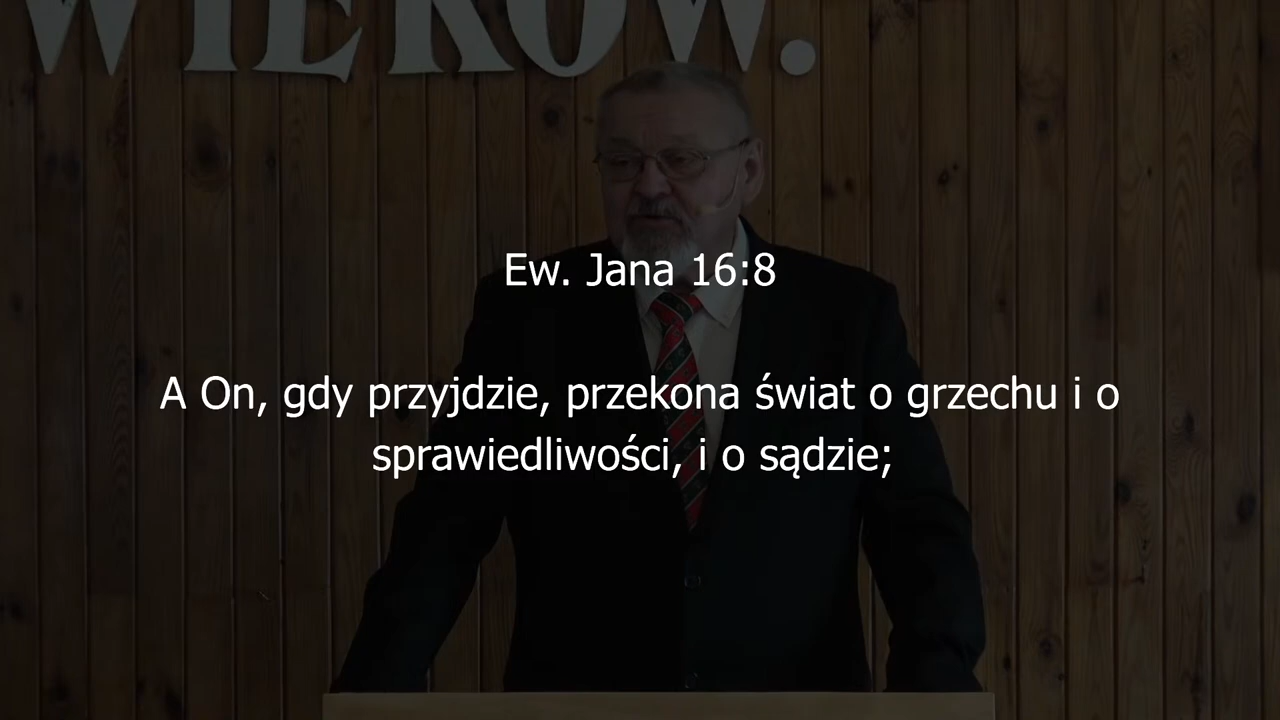 WIEKÓW.
Ew. Jana 16:8
A On, gdy przyjdzie, przekona świat o grzechu i o
sprawiedliwości, i o sądzie;